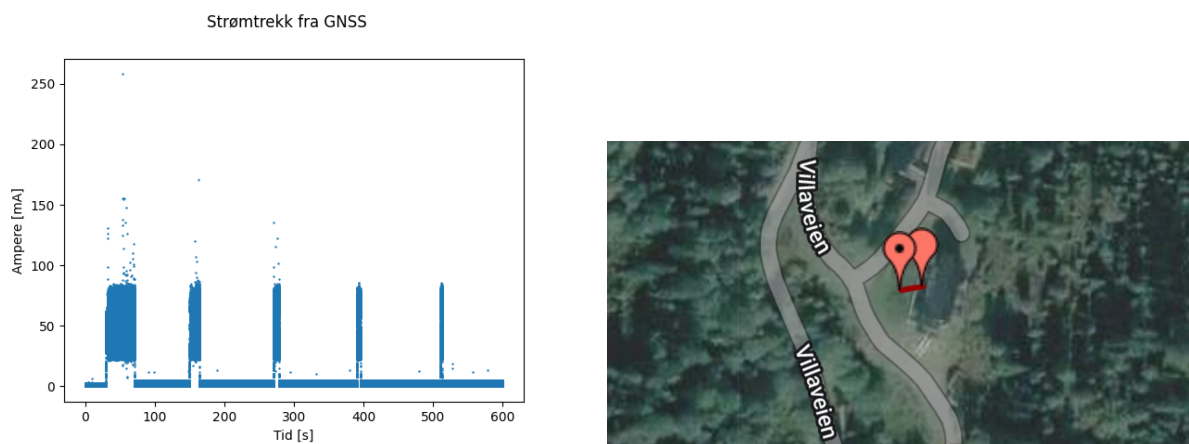 Strømtrekk fra GNSS
250
200
150
100
50
0
Ampere [mA]
0 100 200 300 400 500 600
Tid [s]
Villaveien
Villaveien